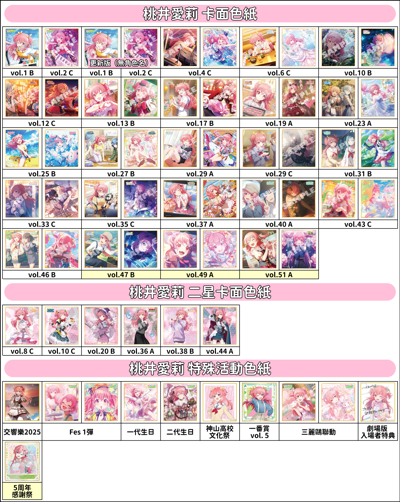 桃井愛莉 卡面色紙
更新版（無角色名）
vol.1 B vol.2 C vol.1 B vol.2 C vol.4 C vol.6 C vol.10 B
vol.12 C vol.13 B vol.17 B vol.19 A vol.23 A
vol.25 B vol.27 B vol.29 A vol.29 C vol.31 B
vol.33 C vol.35 C vol.37 A vol.40 A vol.43 C
vol.46 B vol.47 B vol.49 A vol.51 A
桃井愛莉 二星卡面色紙
vol.8 C vol.10 C vol.20 B vol.36 A vol.38 B vol.44 A
桃井愛莉 特殊活動色紙
交響樂2025 Fes 1彈 一代生日 二代生日 神山高校 一番賞 三麗鷗聯動 劇場版
文化祭 vol. 5 入場者特典
5周年
感謝祭